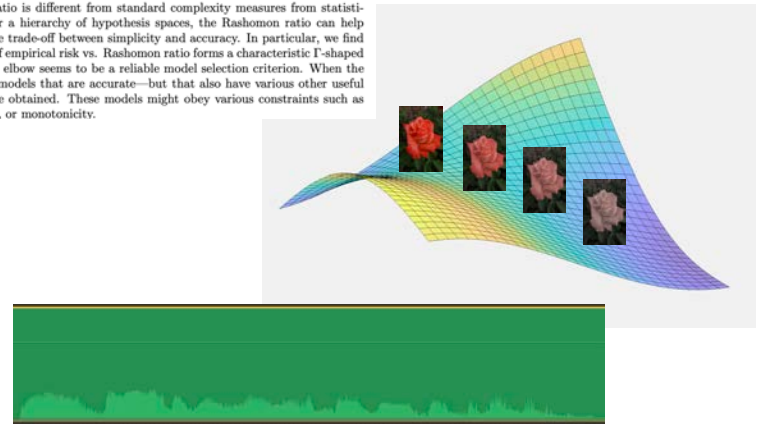 atio is different from standard complexity measures from statisti-
r a hierarchy of hypothesis spaces, the Rashomon ratio can help
e trade-off between simplicity and accuracy. In particular, we find
f empirical risk vs. Rashomon ratio forms a characteristic Γ-shaped
elbow seems to be a reliable model selection criterion. When the
models that are accurate—but that also have various other useful
e obtained. These models might obey various constraints such as
, or monotonicity.